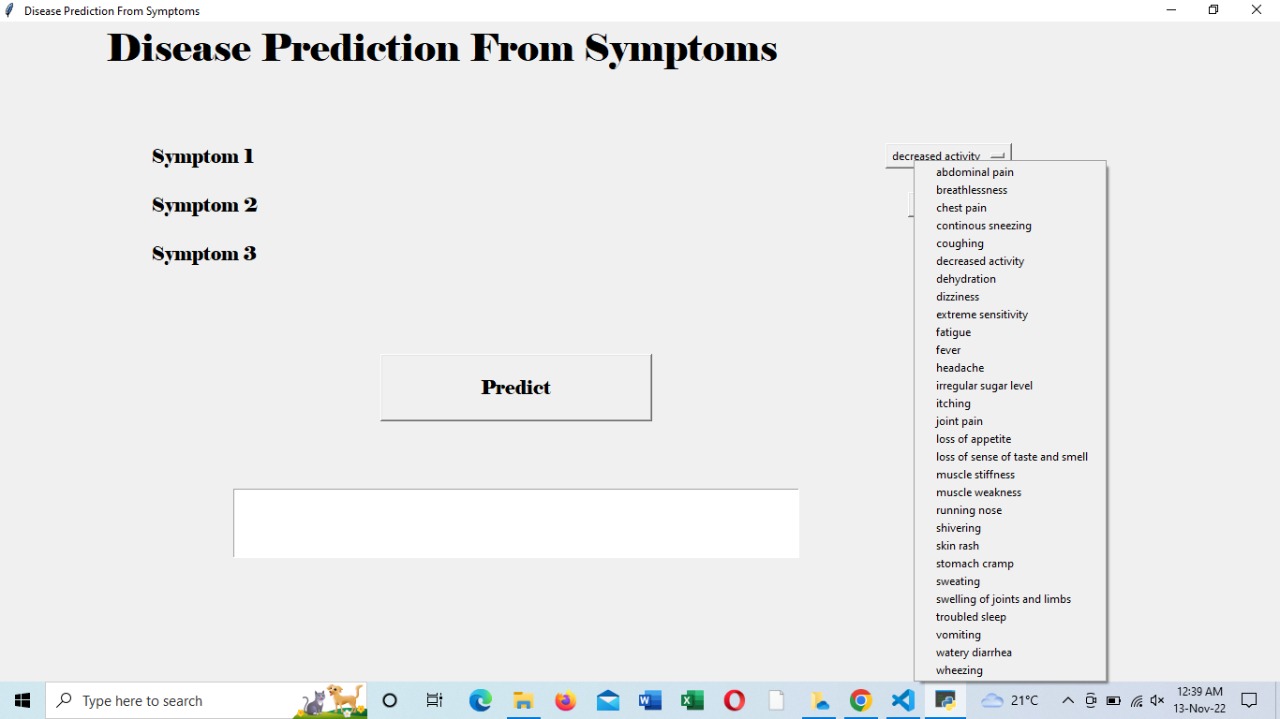 Disease Prediction From Symptoms
Disease Prediction From Symptoms
Symptom 1
decreased activity
Symptom 2
Symptom 3
abdominal pain
breathlessness
chest pain
continous sneezing
coughing
decreased activity
dehydration
dizziness
extreme sensitivity
fatigue
fever
headache
irregular sugar level
itching
joint pain
loss of appetite
loss of sense of taste and smell
muscle stiffness
muscle weakness
running nose
shivering
skin rash
stomach cramp
sweating
swelling of joints and limbs
troubled sleep
vomiting
watery diarrhea
wheezing
Predict
Type here to search
21°C
12:39 AM
13-Nov-22